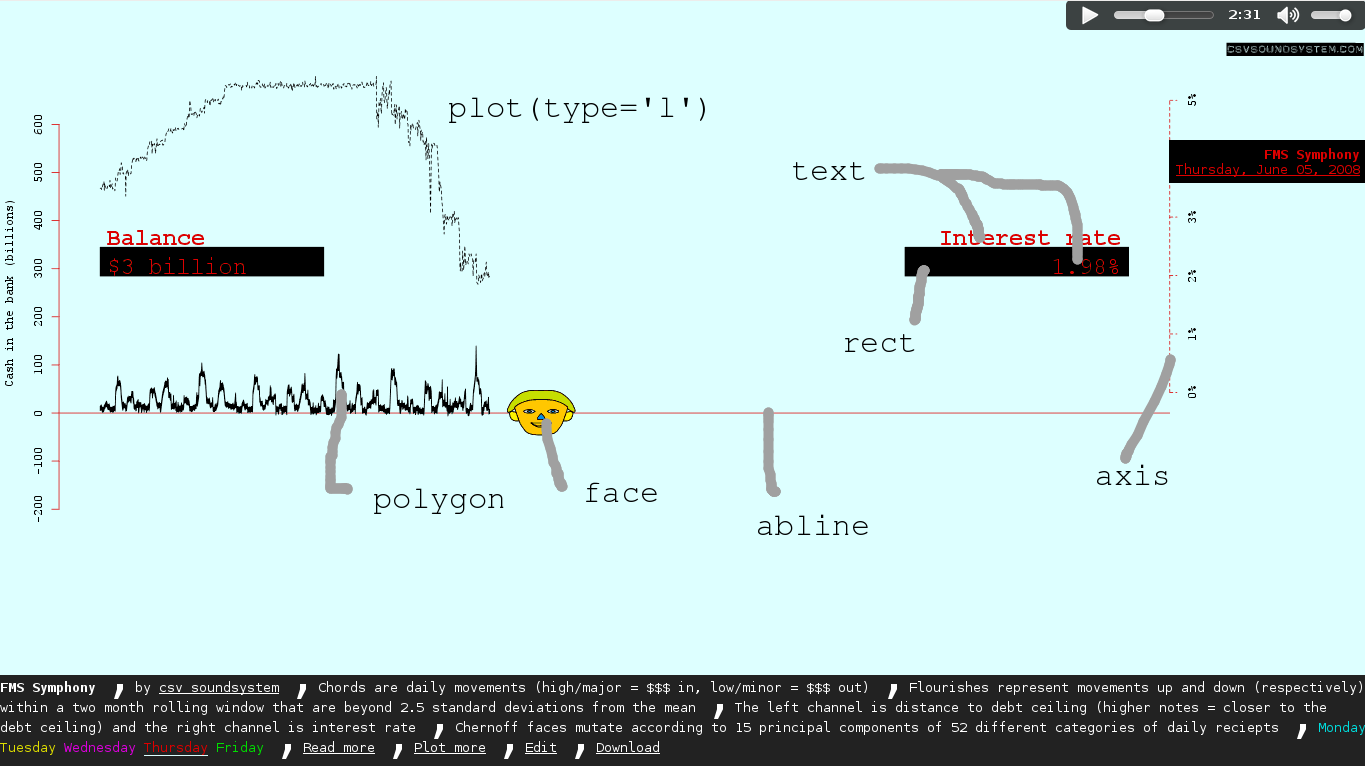 2:31
CSVSOUNDSYSTEM.COM
plot(type='l')
5%
600
FMS Symphony
Thursday, June 05, 2008
text
500
3%
400
Balance
Interest rate
$3 billion
1.98%
2%
300
Cash in the bank (billions)
200
1%
rect
100
0%
0
-100
axis
face
polygon
-200
abline
FMS Symphony , by csv soundsystem , Chords are daily movements (high/major = $$$ in, low/minor = $$$ out) , Flourishes represent movements up and down (respectively)
within a two month rolling window that are beyond 2.5 standard deviations from the mean , The left channel is distance to debt ceiling (higher notes = closer to the
debt ceiling) and the right channel is interest rate , Chernoff faces mutate according to 15 principal components of 52 different categories of daily reciepts , Monday
Tuesday Wednesday Thursday Friday , Read more , Plot more , Edit , Download